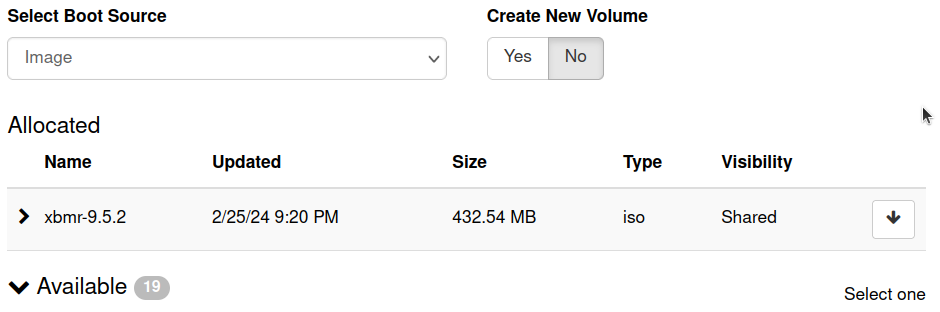 Select Boot Source Create New Volume
Image Yes No
Allocated
Name Updated Size Type Visibility
xbmr-9.5.2 2/25/24 9:20 PM 432.54 MB iso Shared
Available 19
Select one